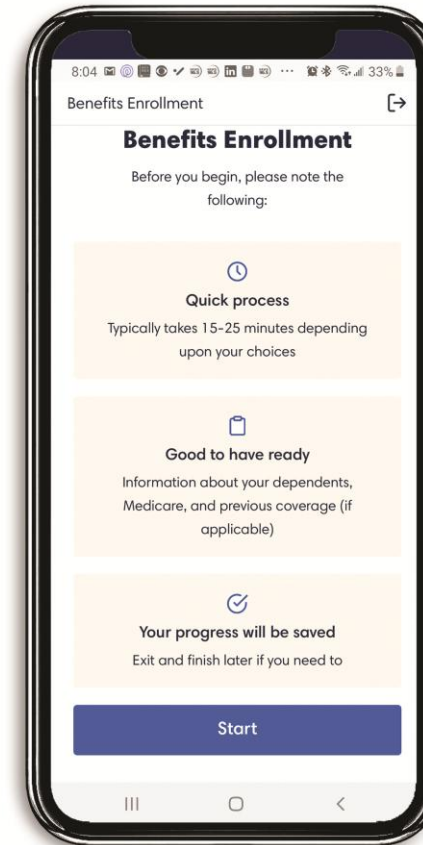 8:04 ... 33%
Benefits Enrollment
Benefits Enrollment
Before you begin, please note the
following:
Quick process
Typically takes 15-25 minutes depending
upon your choices
Good to have ready
Information about your dependents,
Medicare, and previous coverage (if
applicable)
Your progress will be saved
Exit and finish later if you need to
Start